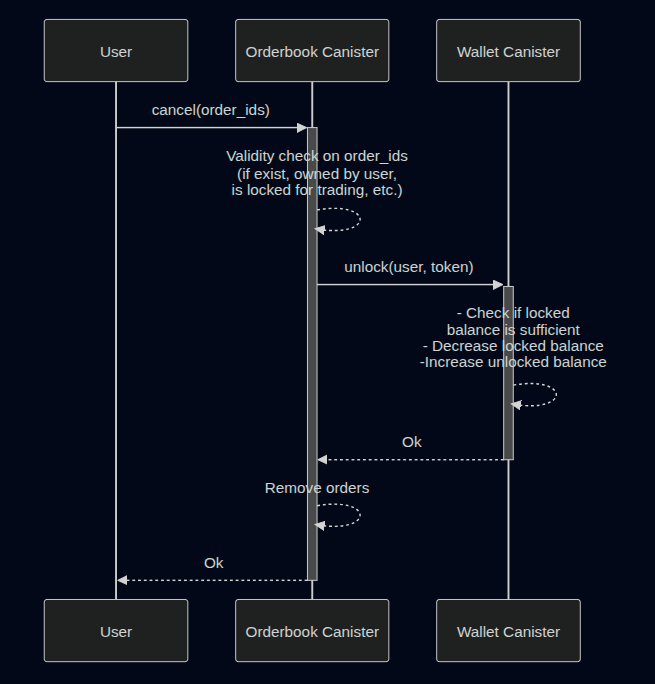 User
Orderbook Canister
Wallet Canister
cancel(order_ids)
Validity check on order_ids
(if exist, owned by user,
is locked for trading, etc.)
unlock(user, token)
- Check if locked
balance is sufficient
- Decrease locked balance
-Increase unlocked balance
Ok
Remove orders
Ok
User
Orderbook Canister
Wallet Canister